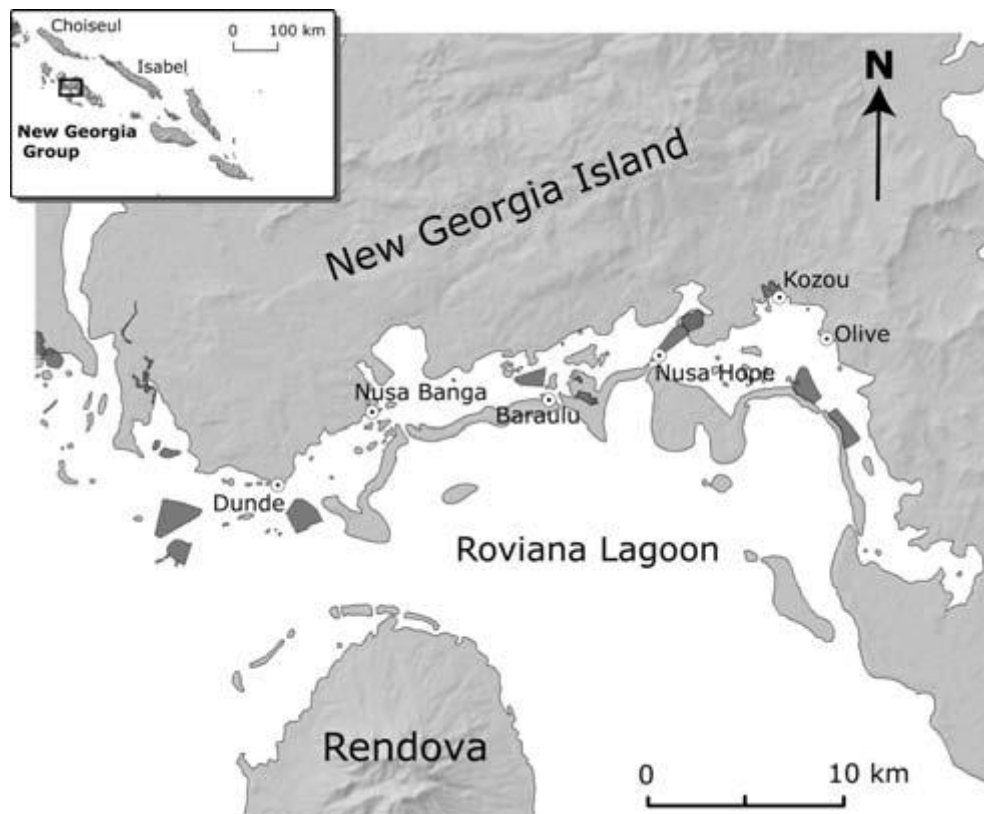 Choiseul
0 100 km
Isabel
New Georgia
Group
N
New Georgia Island
Kozou
Olive
Nusa Hope
Nusa Banga
Baraulu
Dunde
Roviana Lagoon
Rendova
0 10 km